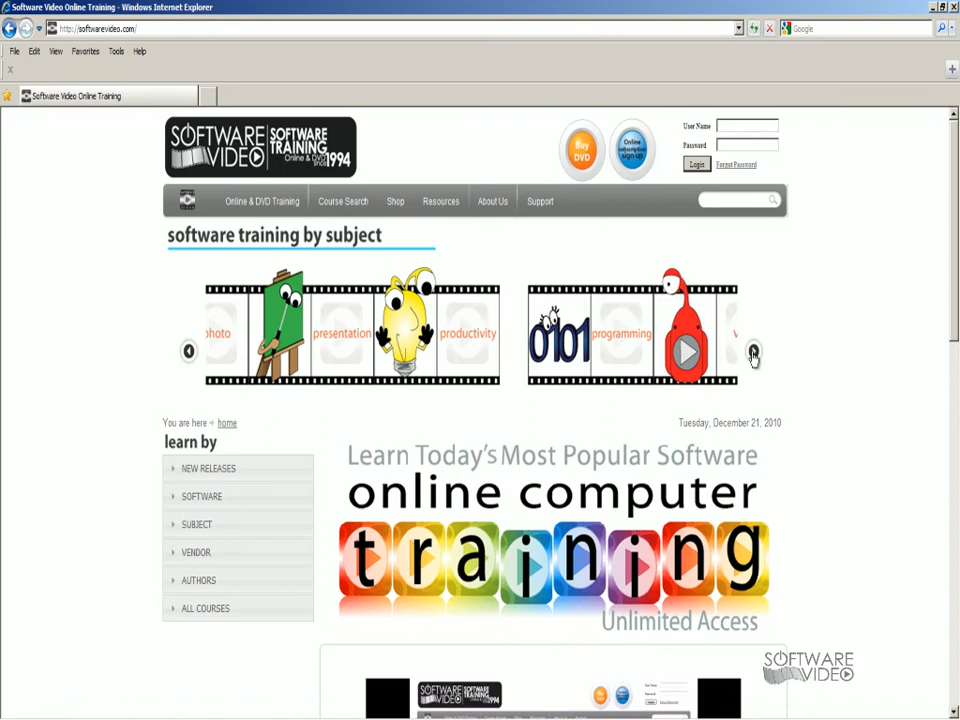 Software Video Online Training - Windows Internet Explorer
http://softwarevideo.com/
Google
File Edit View Favorites Tools Help
X
Software Video Online Training
SOFTWARE VIDEO
SOFTWARE TRAINING
Online & DVD since 1994
Buy DVD
Online subscription sign up
User Name
Password
Login Forgot Password
Online & DVD Training Course Search Shop Resources About Us Support
software training by subject
photo presentation productivity 0101 programming v
You are here home
Tuesday, December 21, 2010
learn by
NEW RELEASES
SOFTWARE
SUBJECT
VENDOR
AUTHORS
ALL COURSES
Learn Today's Most Popular Software
online computer
training
Unlimited Access
SOFTWARE VIDEO
SOFTWARE VIDEO
SOFTWARE TRAINING